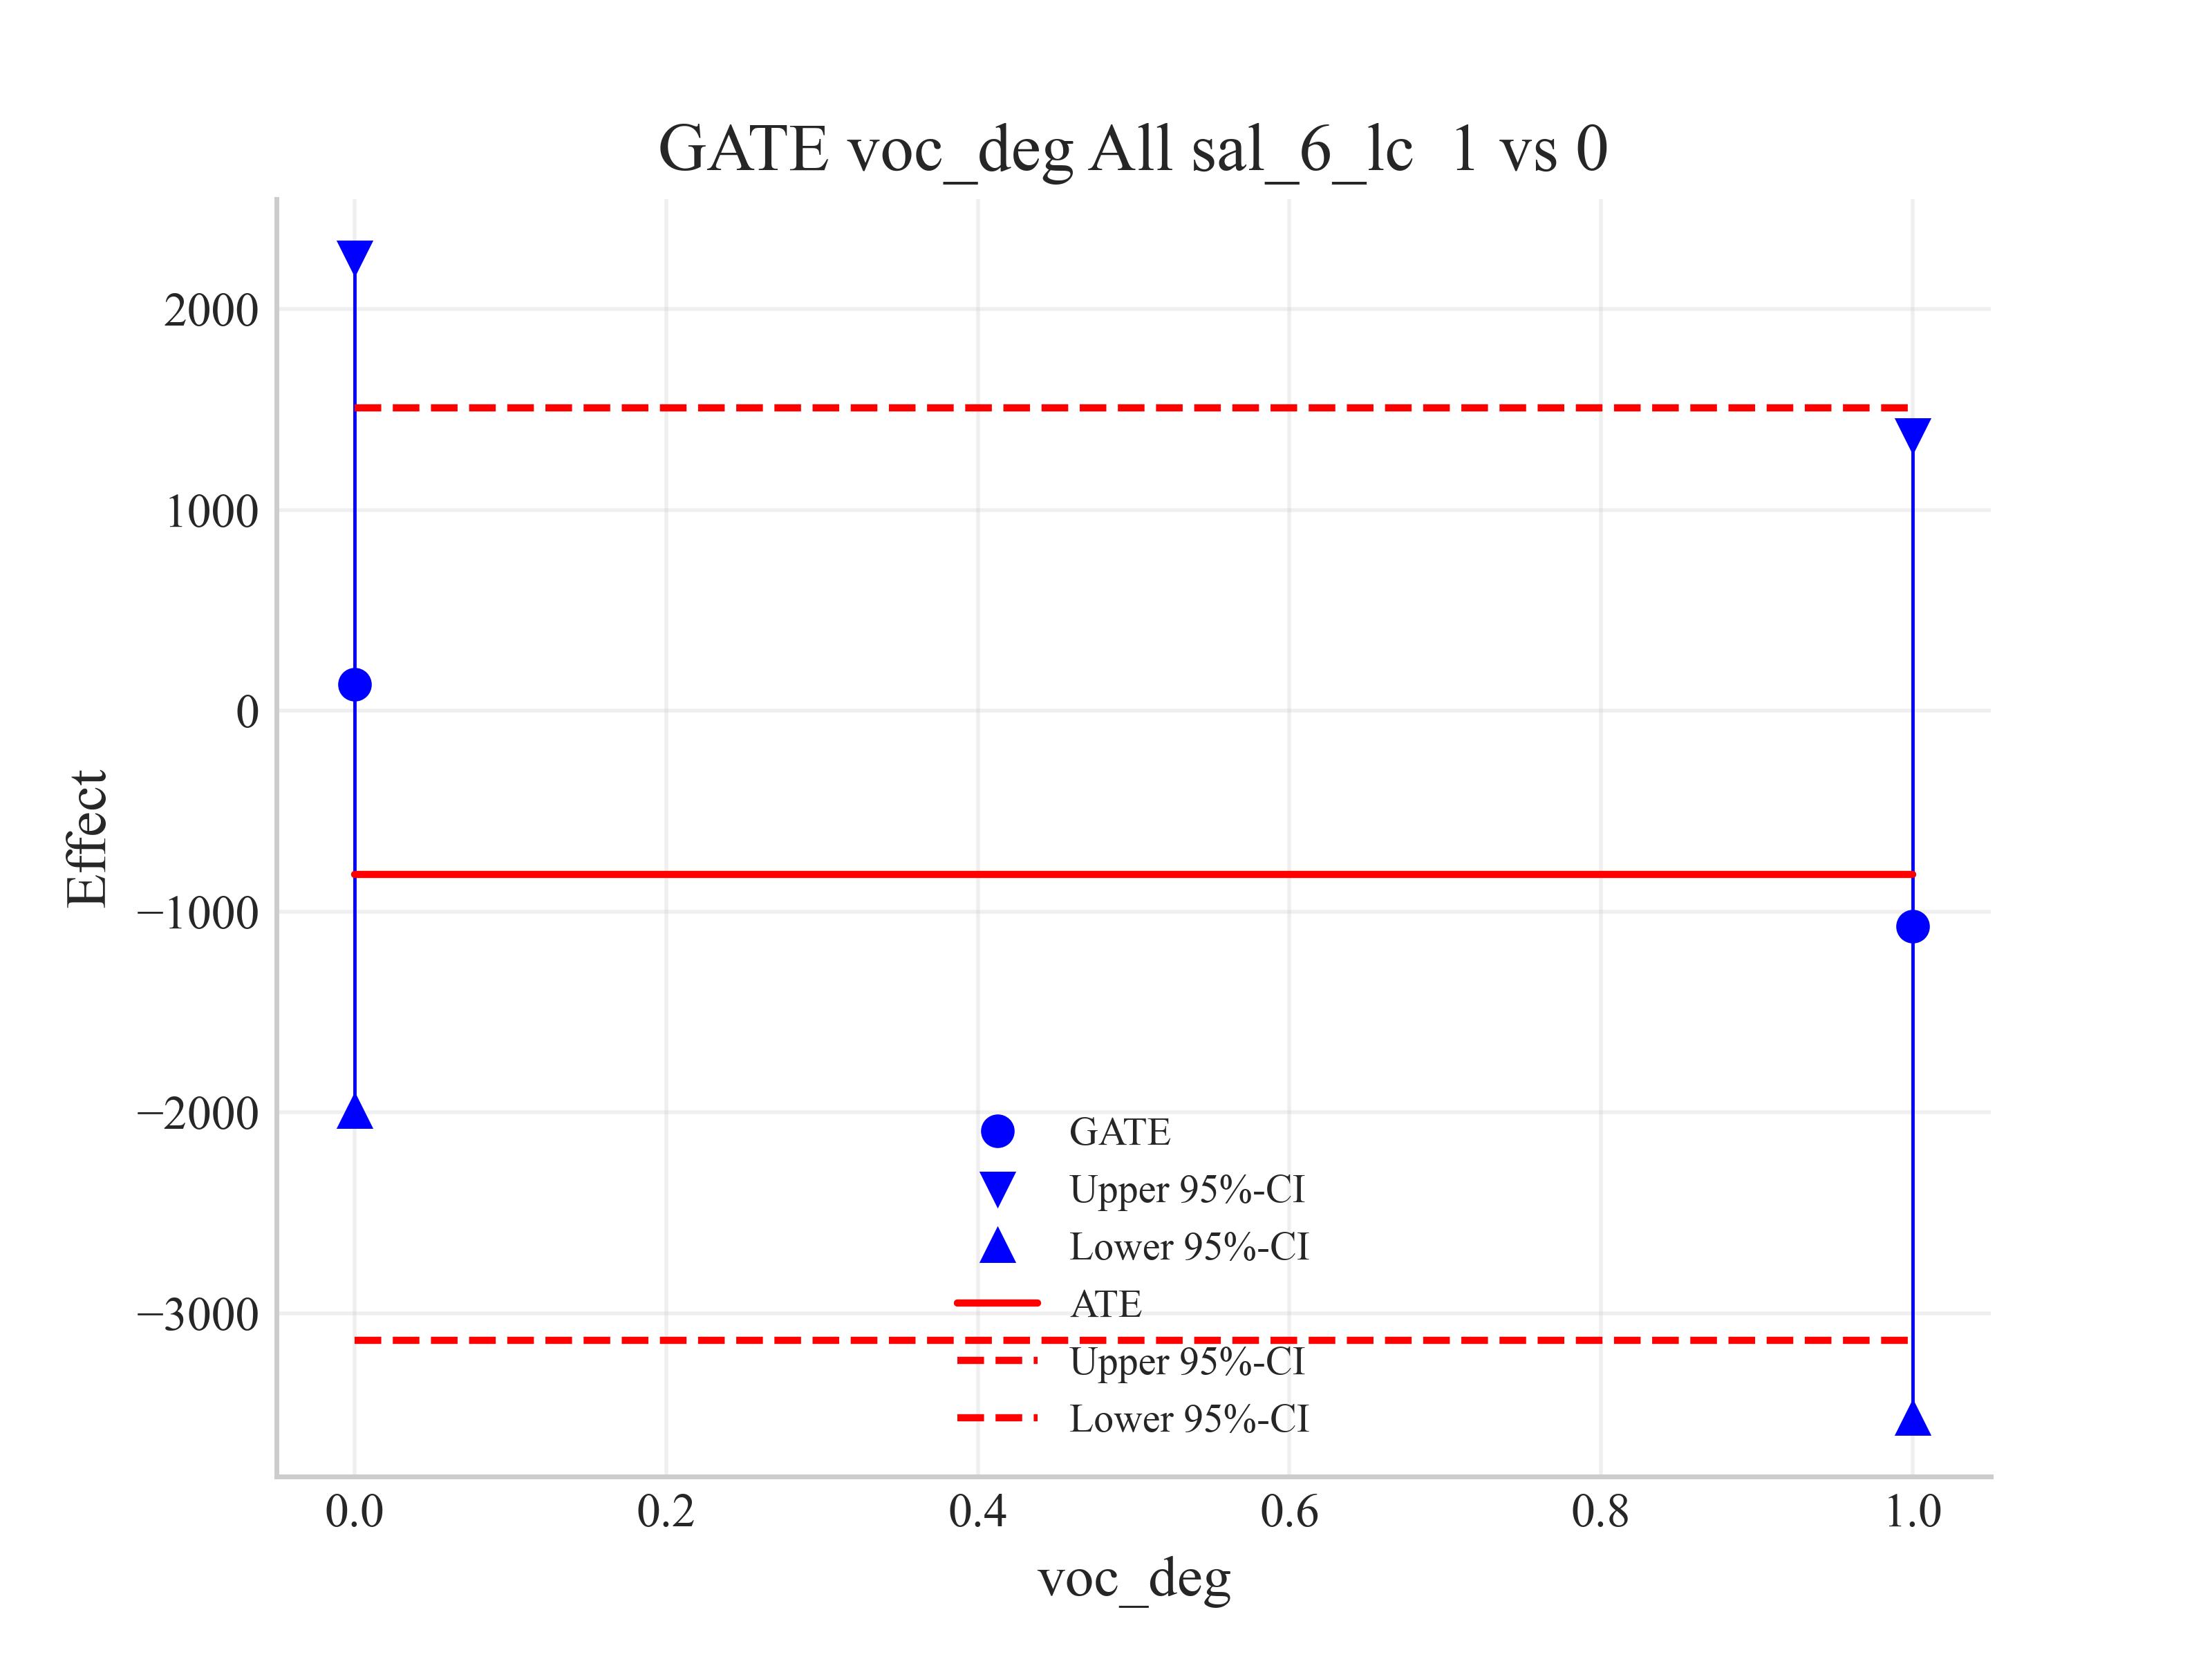 GATE voc_deg All sal_6_lc 1 vs 0
Effect
2000
1000
0
−1000
−2000
−3000
GATE
Upper 95%-CI
Lower 95%-CI
ATE
Upper 95%-CI
Lower 95%-CI
0.0 0.2 0.4 0.6 0.8 1.0
voc_deg